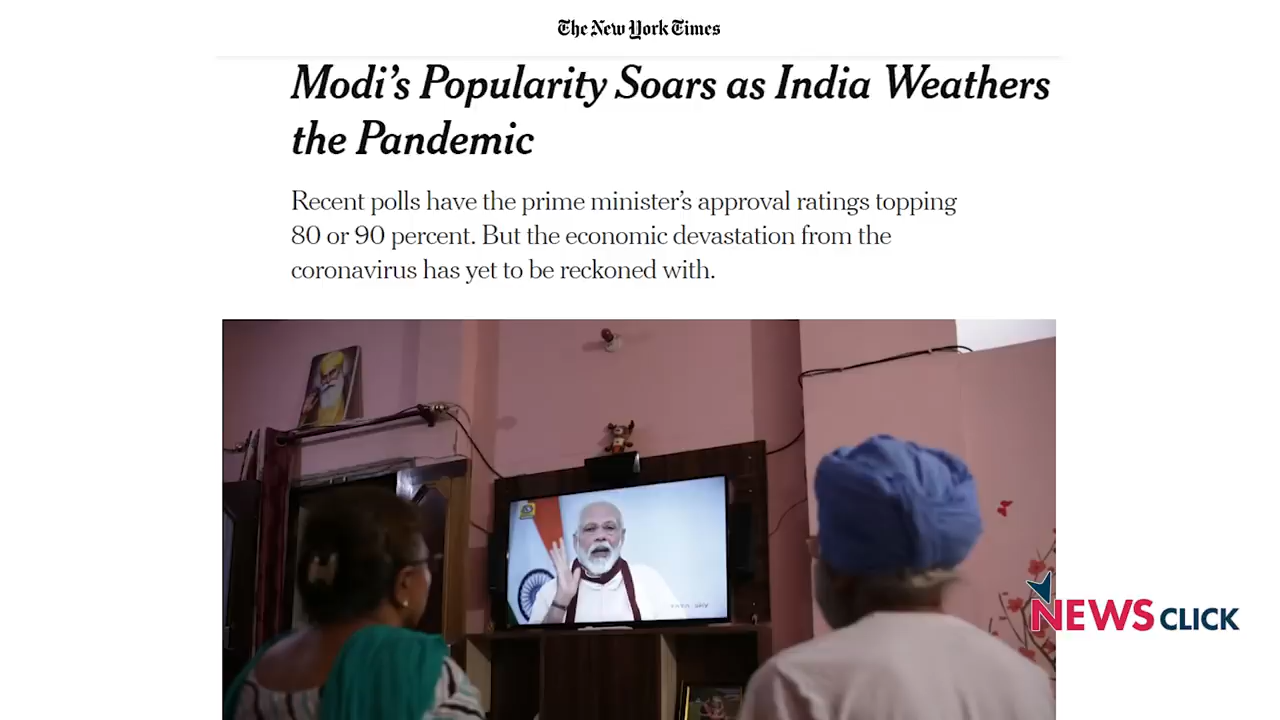 The New York Times
Modi's Popularity Soars as India Weathers
the Pandemic
Recent polls have the prime minister's approval ratings topping
80 or 90 percent. But the economic devastation from the
coronavirus has yet to be reckoned with.
NEWS CLICK